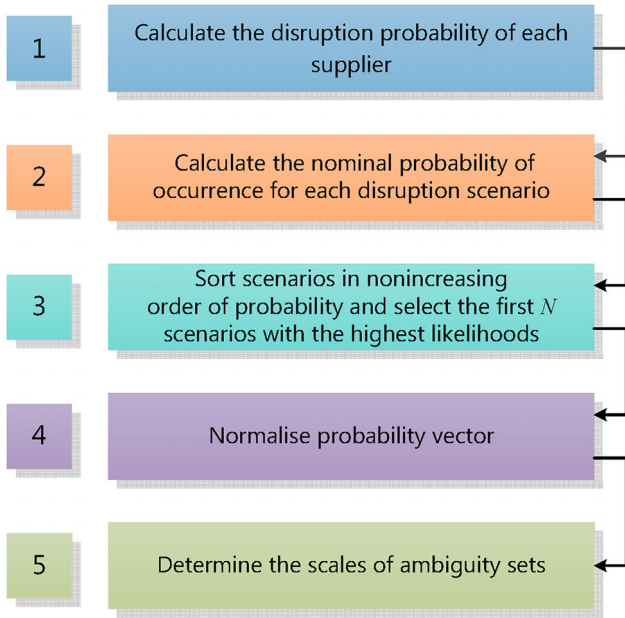 1
Calculate the disruption probability of each
supplier
2
Calculate the nominal probability of
occurrence for each disruption scenario
3
Sort scenarios in nonincreasing
order of probability and select the first N
scenarios with the highest likelihoods
4
Normalise probability vector
5
Determine the scales of ambiguity sets